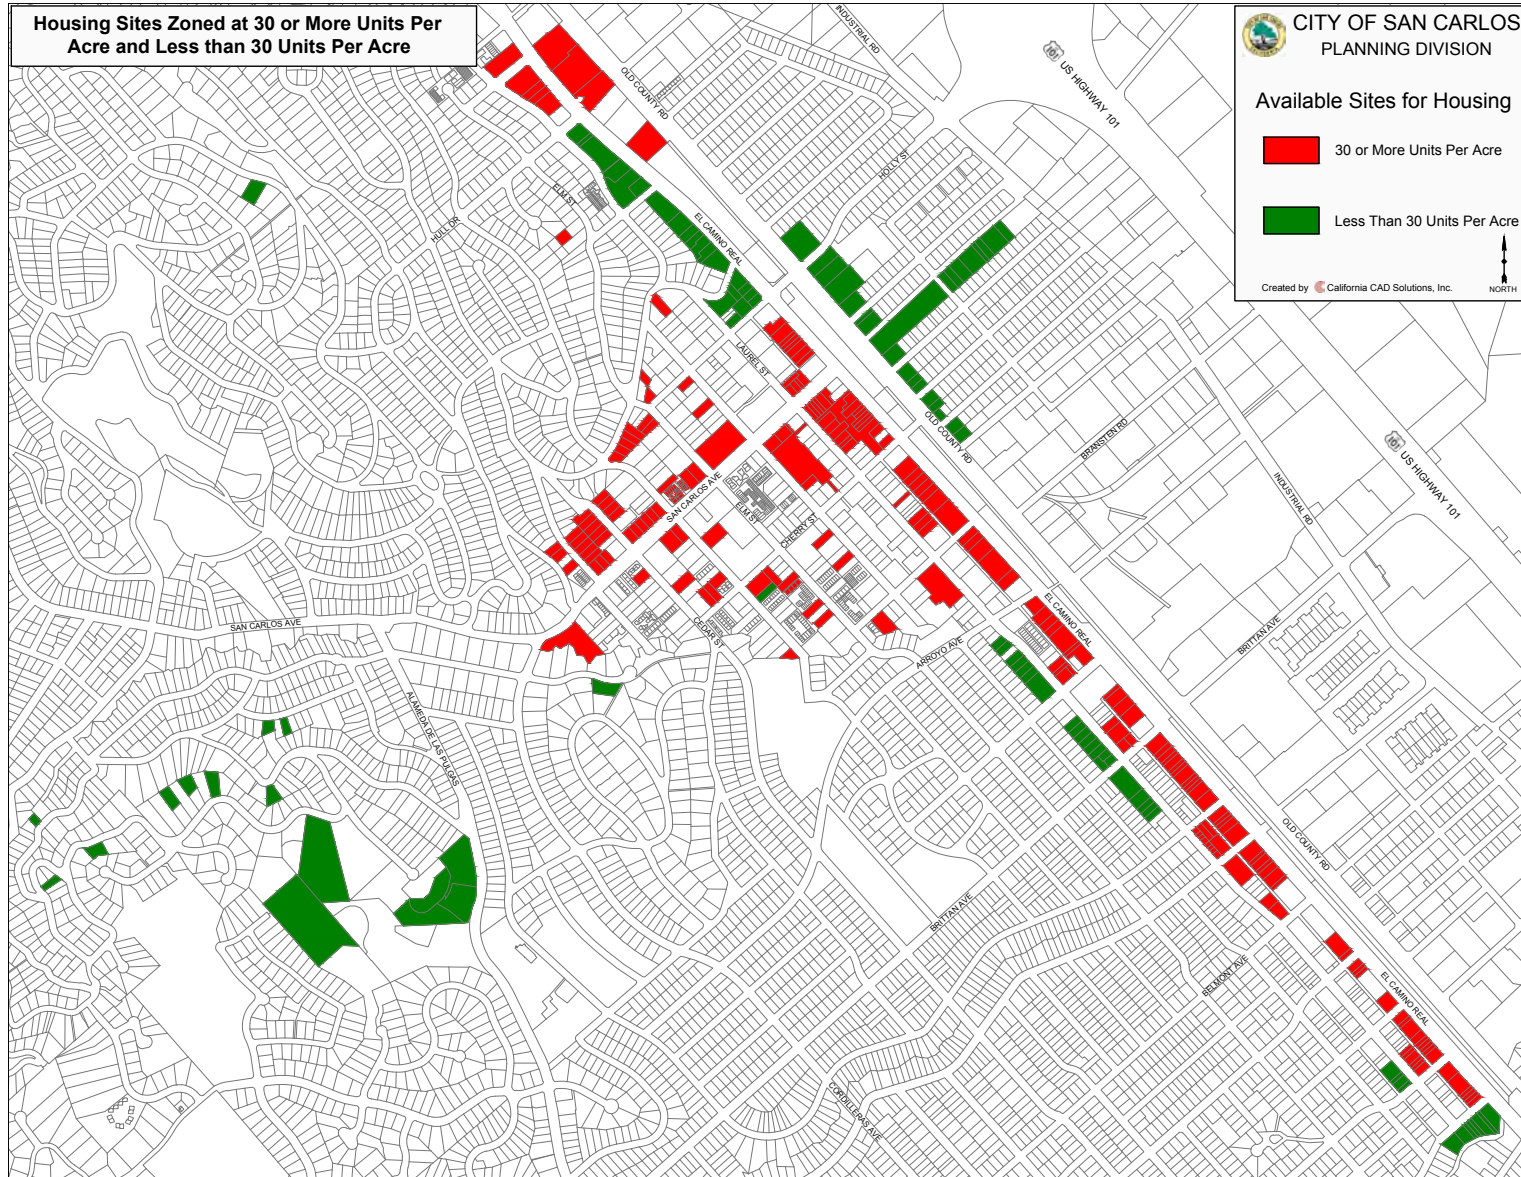 Housing Sites Zoned at 30 or More Units Per
Acre and Less than 30 Units Per Acre
CITY OF SAN CARLOS
PLANNING DIVISION
Available Sites for Housing
30 or More Units Per Acre
Less Than 30 Units Per Acre
Created by California CAD Solutions, Inc.
NORTH
INDUSTRIAL RD
101
US HIGHWAY 101
OLD COUNTY RD
HOLLY ST
ELM ST
HULL DR
EL CAMINO REAL
LAUREL ST
OLD COUNTY RD
BRANSTEN RD
101
US HIGHWAY 101
INDUSTRIAL RD
SAN CARLOS AVE
ELM ST
CHERRY ST
SAN CARLOS AVE
CEDAR ST
ARROYO AVE
EL CAMINO REAL
BRITTAN AVE
ALAMEDA DE LAS PULGAS
OLD COUNTY RD
BRITTAN AVE
BELMONT AVE
EL CAMINO REAL
CORDILLERAS AVE